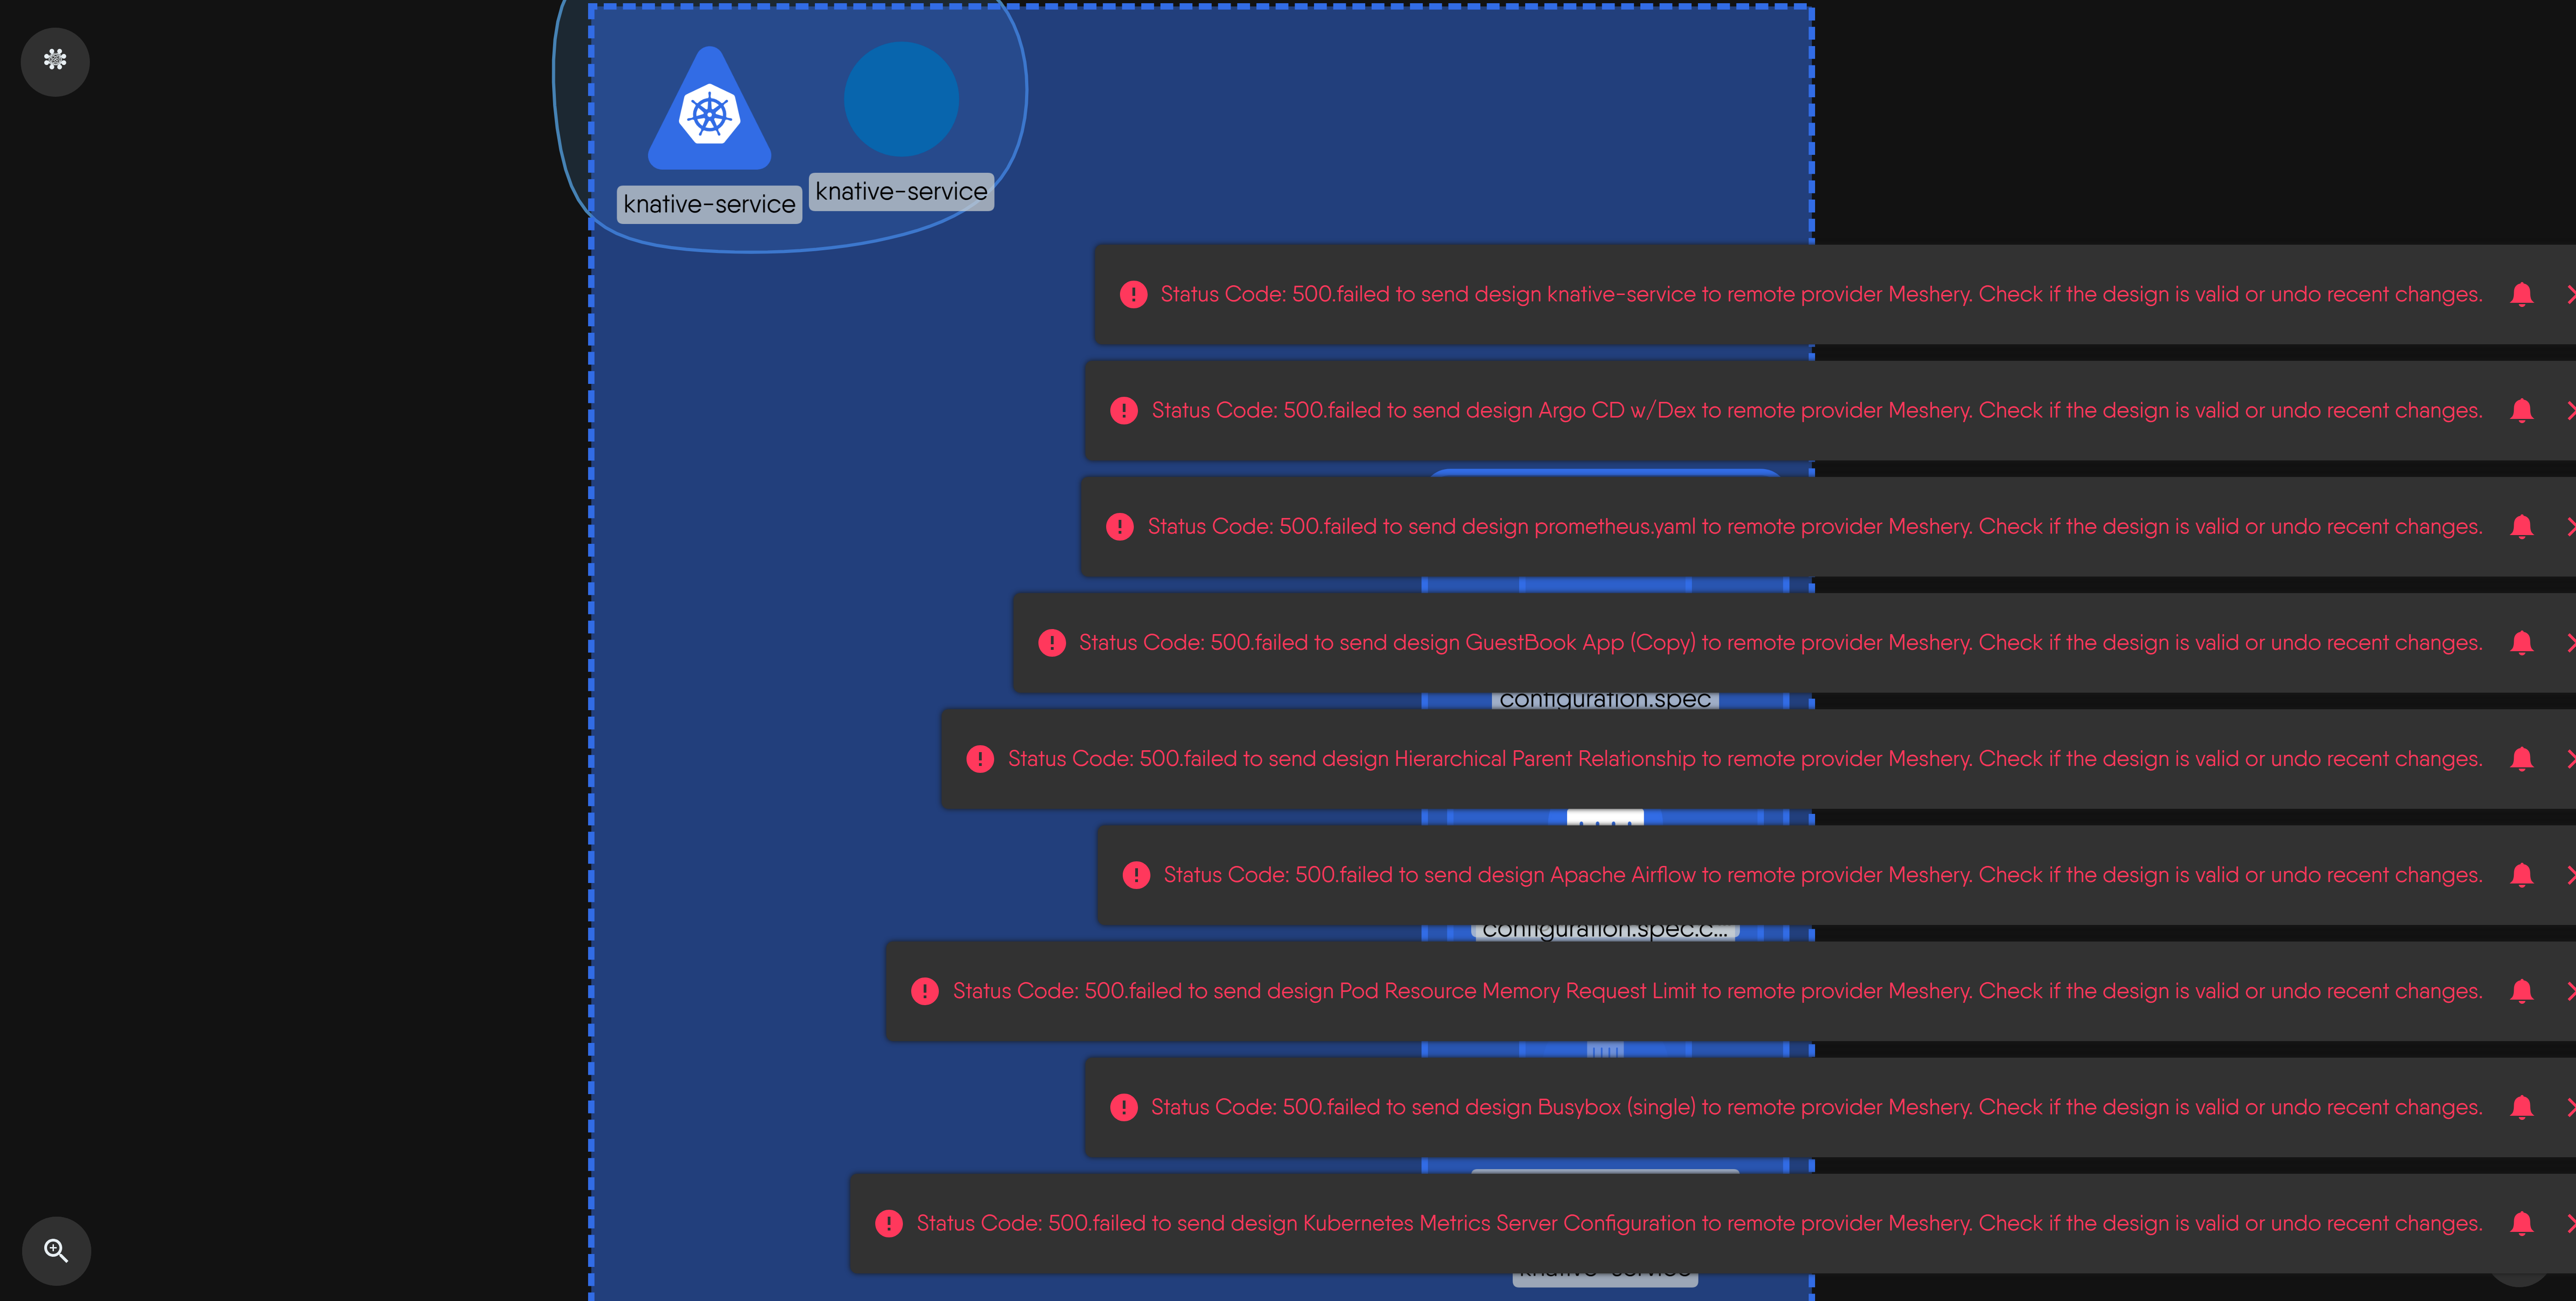 knative-service
knative-service
Status Code: 500.failed to send design knative-service to remote provider Meshery. Check if the design is valid or undo recent changes.
Status Code: 500.failed to send design Argo CD w/Dex to remote provider Meshery. Check if the design is valid or undo recent changes.
Status Code: 500.failed to send design prometheus.yaml to remote provider Meshery. Check if the design is valid or undo recent changes.
Status Code: 500.failed to send design GuestBook App (Copy) to remote provider Meshery. Check if the design is valid or undo recent changes.
configuration.spec
Status Code: 500.failed to send design Hierarchical Parent Relationship to remote provider Meshery. Check if the design is valid or undo recent changes.
Status Code: 500.failed to send design Apache Airflow to remote provider Meshery. Check if the design is valid or undo recent changes.
configuration.spec.c...
Status Code: 500.failed to send design Pod Resource Memory Request Limit to remote provider Meshery. Check if the design is valid or undo recent changes.
Status Code: 500.failed to send design Busybox (single) to remote provider Meshery. Check if the design is valid or undo recent changes.
Status Code: 500.failed to send design Kubernetes Metrics Server Configuration to remote provider Meshery. Check if the design is valid or undo recent changes.
knative-service